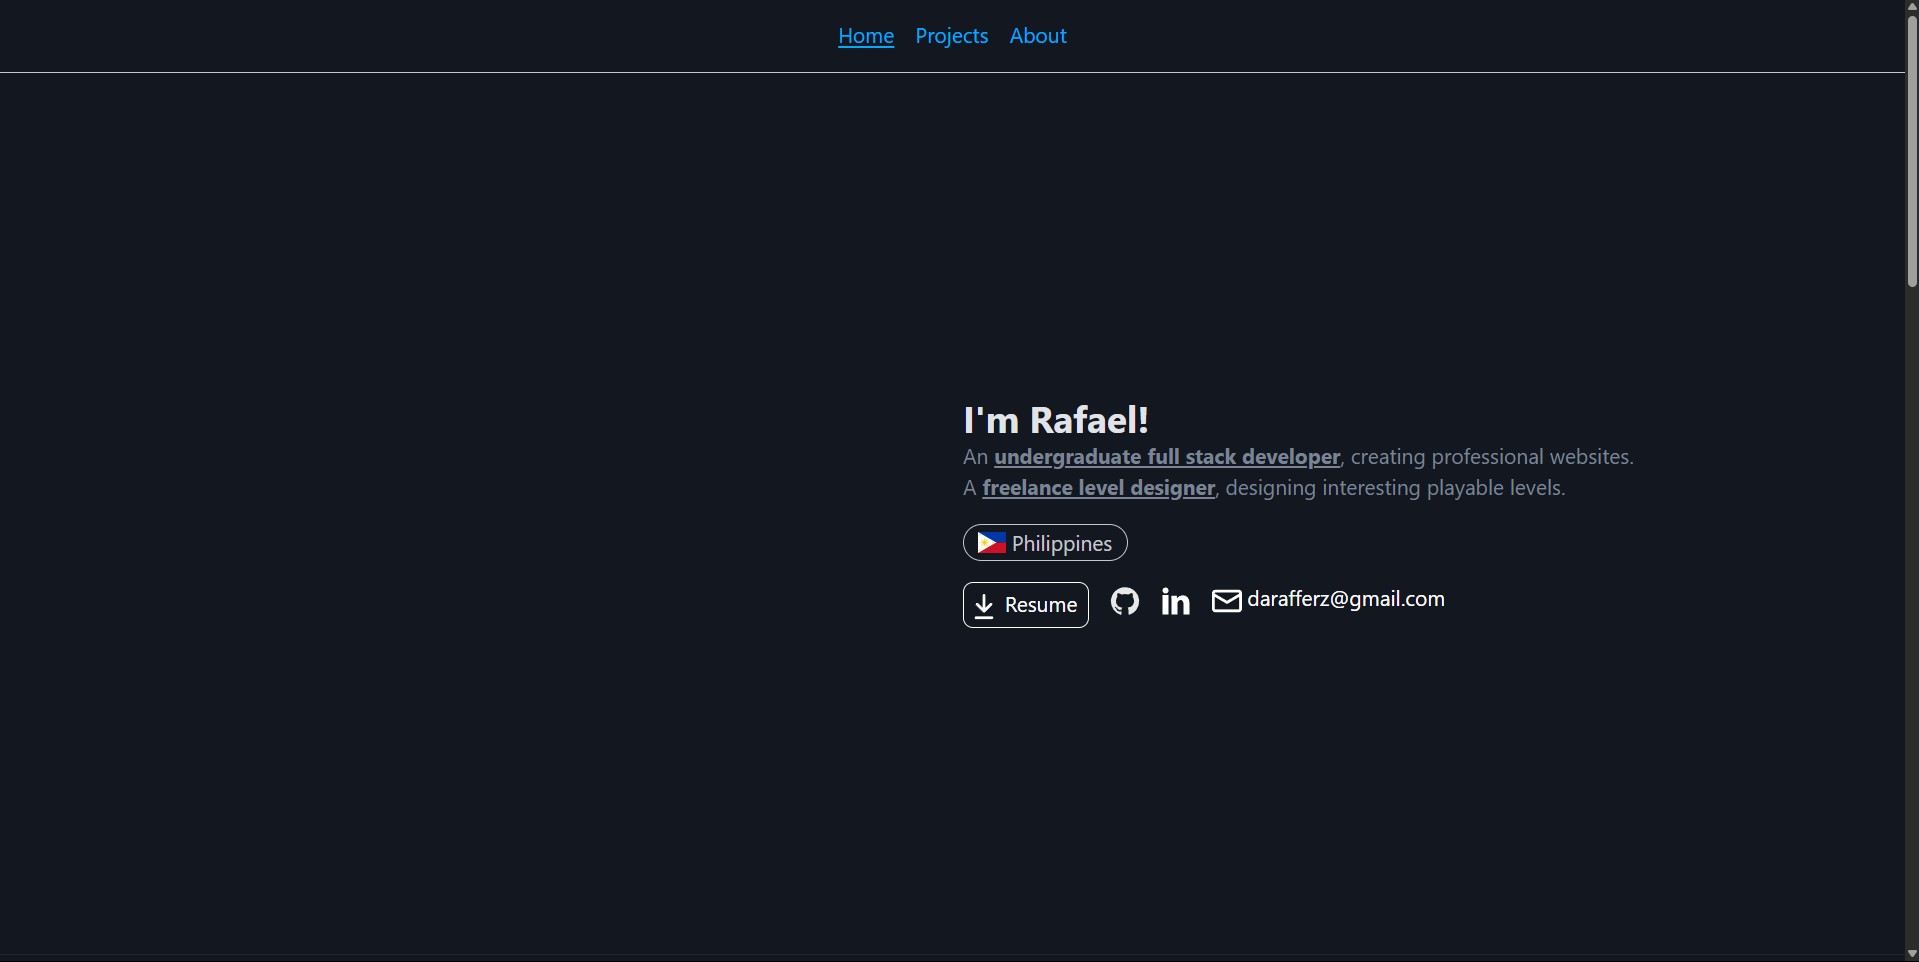 Home Projects About
I'm Rafael!
An undergraduate full stack developer, creating professional websites.
A freelance level designer, designing interesting playable levels.
Philippines
Resume in darafferz@gmail.com